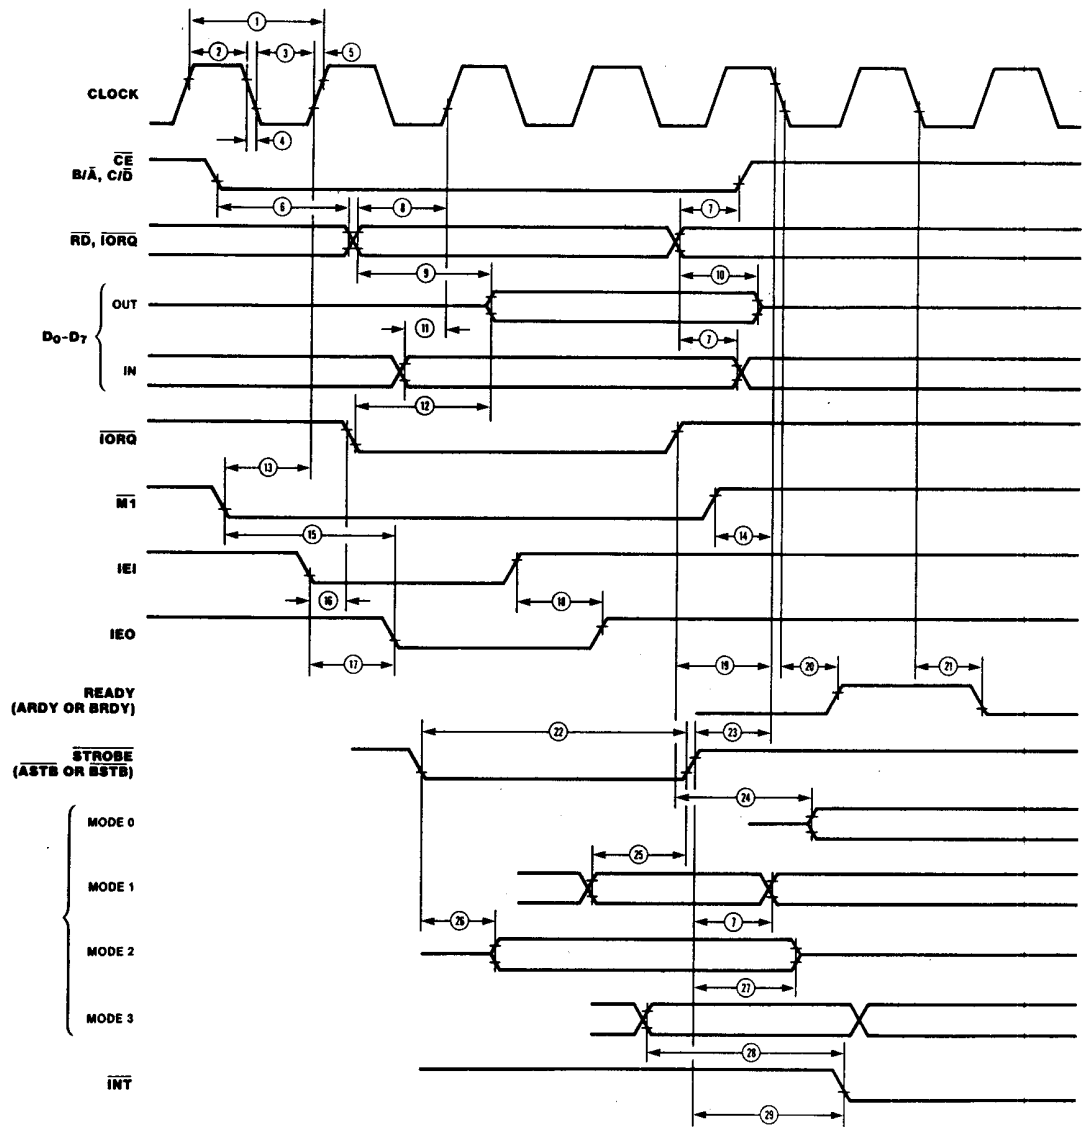 1
2
3
5
CLOCK
4
CE
B/A, C/D
6
8
7
RD, IORQ
9
10
OUT
11
D0-D7
7
IN
12
IORQ
13
M1
15
14
IEI
16
18
IEO
17
19
20
21
READY
(ARDY OR BRDY)
22
23
STROBE
(ASTB OR BSTB)
24
MODE 0
25
MODE 1
26
7
MODE 2
27
MODE 3
28
INT
29